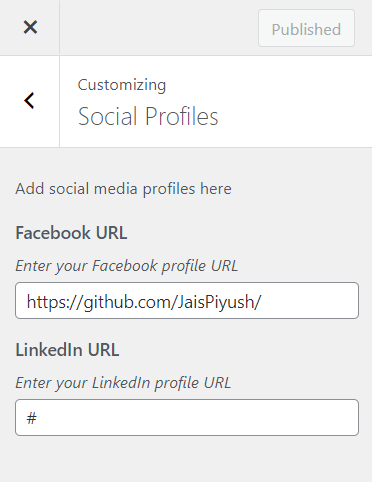 Published
Customizing
Social Profiles
Add social media profiles here
Facebook URL
Enter your Facebook profile URL
https://github.com/JaisPiyush/
LinkedIn URL
Enter your LinkedIn profile URL
#